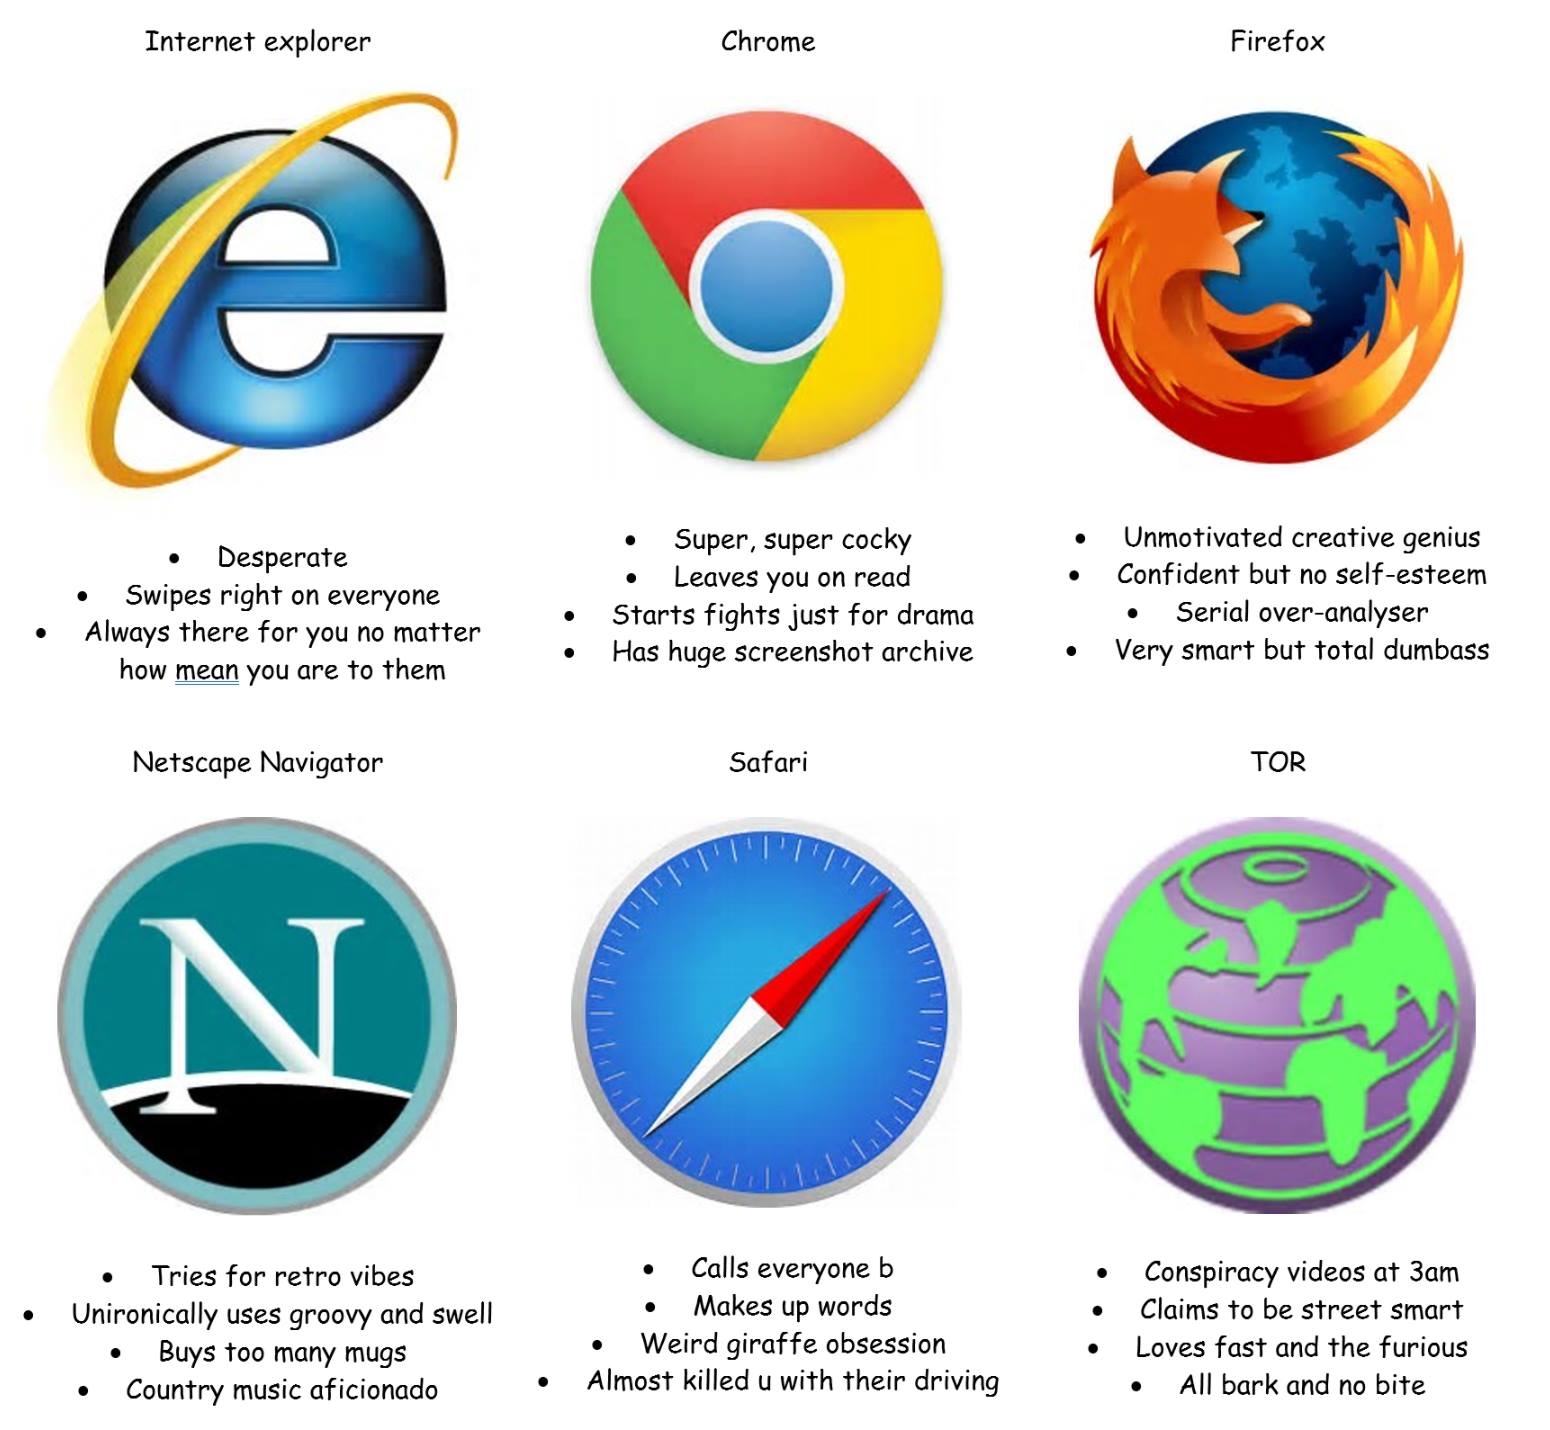 Internet explorer
Chrome
Firefox
• Desperate
• Swipes right on everyone
• Always there for you no matter
how mean you are to them
• Super, super cocky
• Leaves you on read
• Starts fights just for drama
• Has huge screenshot archive
• Unmotivated creative genius
• Confident but no self-esteem
• Serial over-analyser
• Very smart but total dumbass
Netscape Navigator
Safari
TOR
N
• Tries for retro vibes
• Unironically uses groovy and swell
• Buys too many mugs
• Country music aficionado
• Calls everyone b
• Makes up words
• Weird giraffe obsession
• Almost killed u with their driving
• Conspiracy videos at 3am
• Claims to be street smart
• Loves fast and the furious
• All bark and no bite